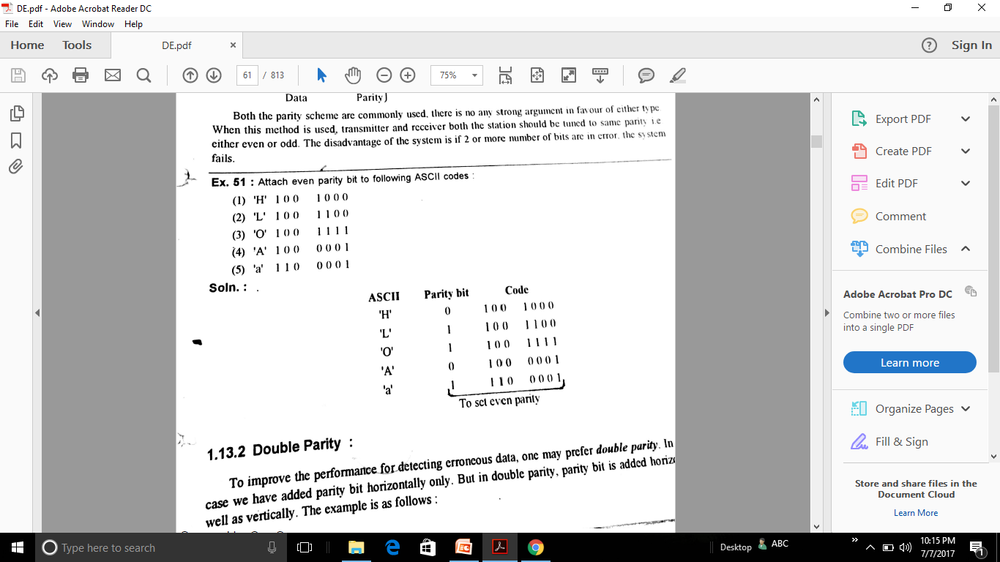 DE.pdf - Adobe Acrobat Reader DC
File Edit View Window Help
Home Tools DE.pdf × ? Sign In
61 / 813 75%
Data Parity]
Both the parity scheme are commonly used, there is no any strong argument in favour of either type
When this method is used, transmitter and receiver both the station should be tuned to same parity i.e
either even or odd. The disadvantage of the system is if 2 or more number of bits are in error, the system
fails.
Ex. 51 : Attach even parity bit to following ASCII codes :
(1) 'H' 1 0 0 1 0 0 0
(2) 'L' 1 0 0 1 1 0 0
(3) 'O' 1 0 0 1 1 1 1
(4) 'A' 1 0 0 0 0 0 1
(5) 'a' 1 1 0 0 0 0 1
Soln. :
ASCII Parity bit Code
'H' 0 1 0 0 1 0 0 0
'L' 1 1 0 0 1 1 0 0
'O' 1 1 0 0 1 1 1 1
'A' 0 1 0 0 0 0 0 1
'a' 1 1 1 0 0 0 0 1
To set even parity
1.13.2 Double Parity :
To improve the performance for detecting erroneous data, one may prefer double parity. In
case we have added parity bit horizontally only. But in double parity, parity bit is added horiz
well as vertically. The example is as follows :
Export PDF
Create PDF
Edit PDF
Comment
Combine Files
Adobe Acrobat Pro DC
Combine two or more files
into a single PDF
Learn more
Organize Pages
Fill & Sign
Store and share files in the
Document Cloud
Learn More
Type here to search
Desktop ABC
10:15 PM
7/7/2017
1